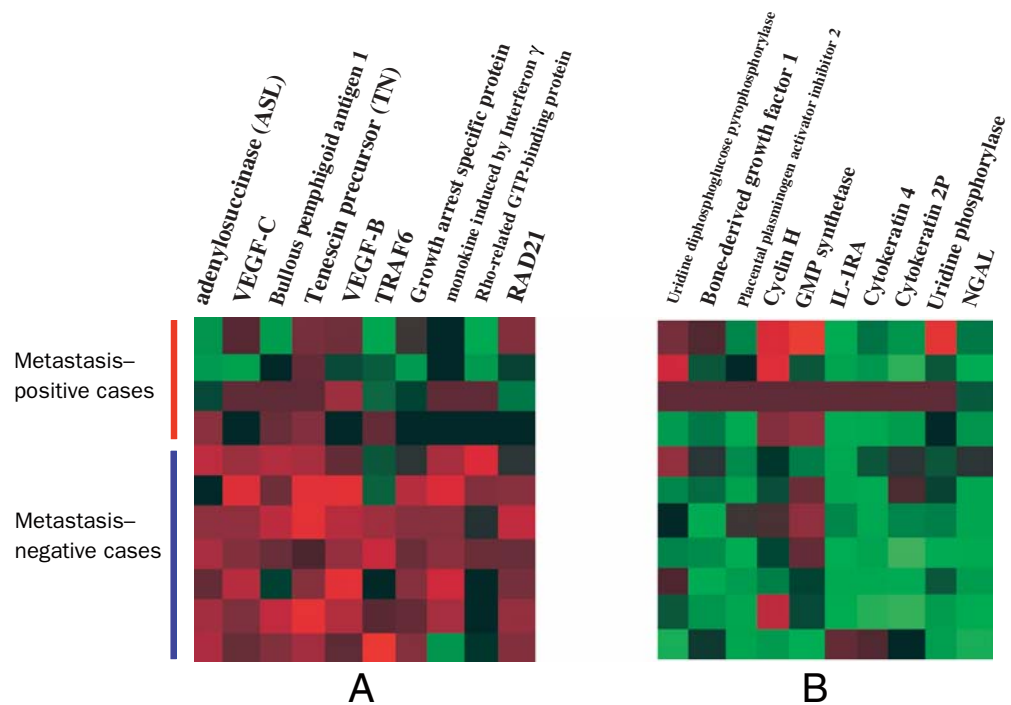 adenylosuccinase (ASL)
VEGF-C
Bullous pemphigoid antigen 1
Tenescin precursor (TN)
VEGF-B
TRAF6
Growth arrest specific protein
monokine induced by Interferon γ
Rho-related GTP-binding protein
RAD21
Uridine diphosphoglucose pyrophosphorylase
Bone-derived growth factor 1
Placental plasminogen activator inhibitor 2
Cyclin H
GMP synthetase
IL-1RA
Cytokeratin 4
Cytokeratin 2P
Uridine phosphorylase
NGAL
Metastasis–
positive cases
Metastasis–
negative cases
A
B